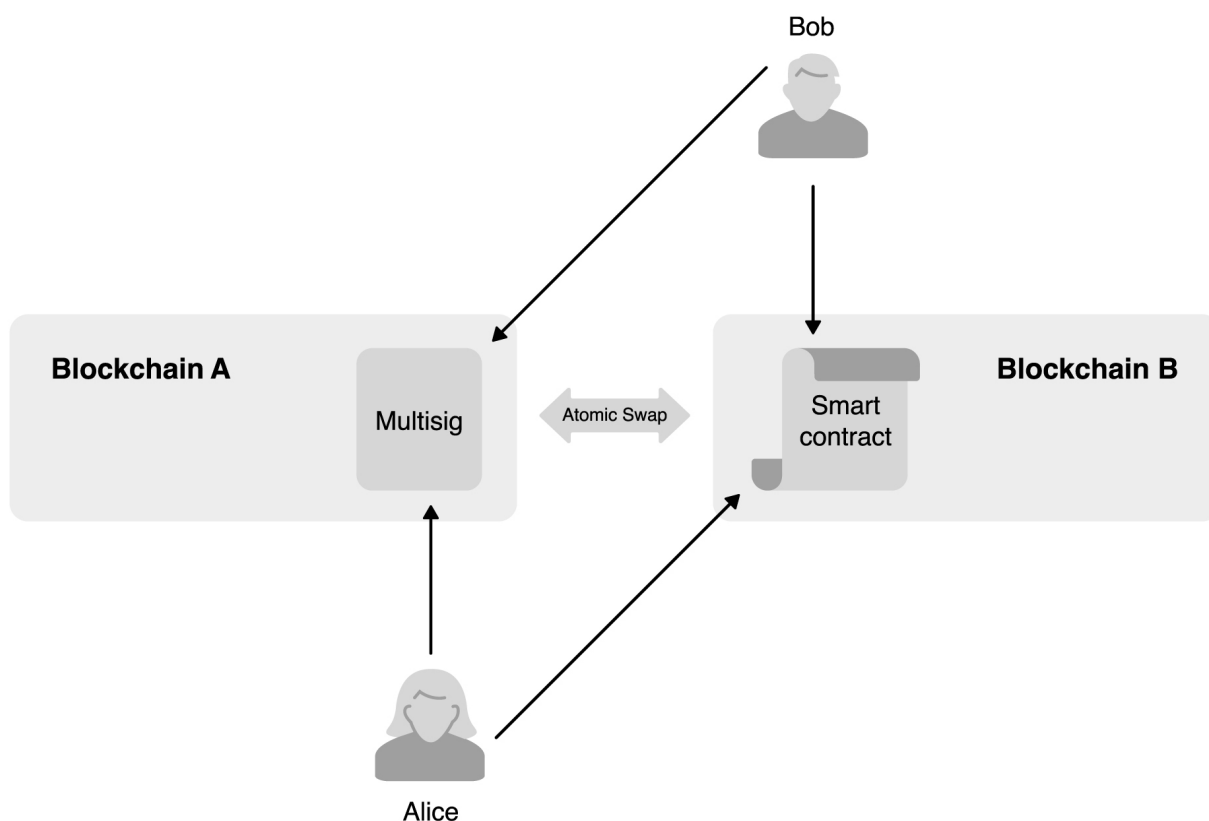 Bob
Blockchain A
Multisig
Atomic Swap
Smart
contract
Blockchain B
Alice